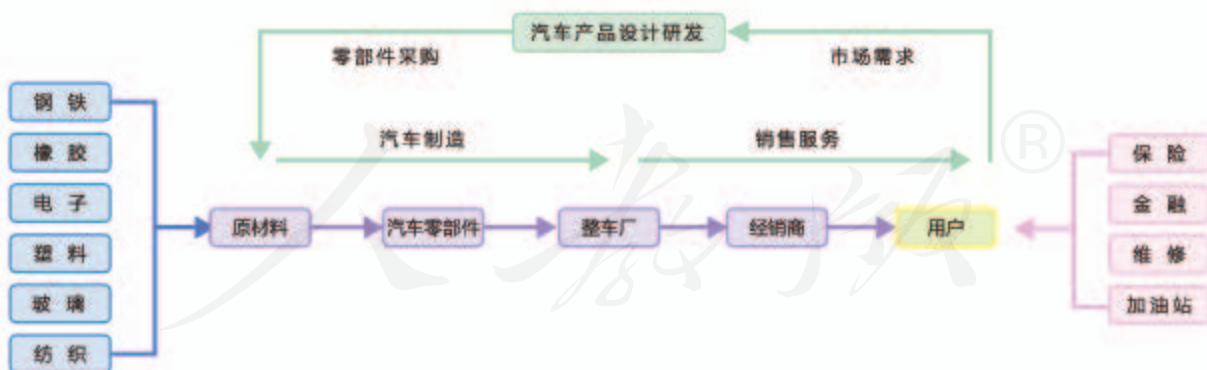 汽车产品设计研发
零部件采购
市场需求
钢铁
橡胶
电子
塑料
玻璃
纺织
汽车制造
销售服务
原材料
汽车零部件
整车厂
经销商
用户
保险
金融
维修
加油站
人教领
®